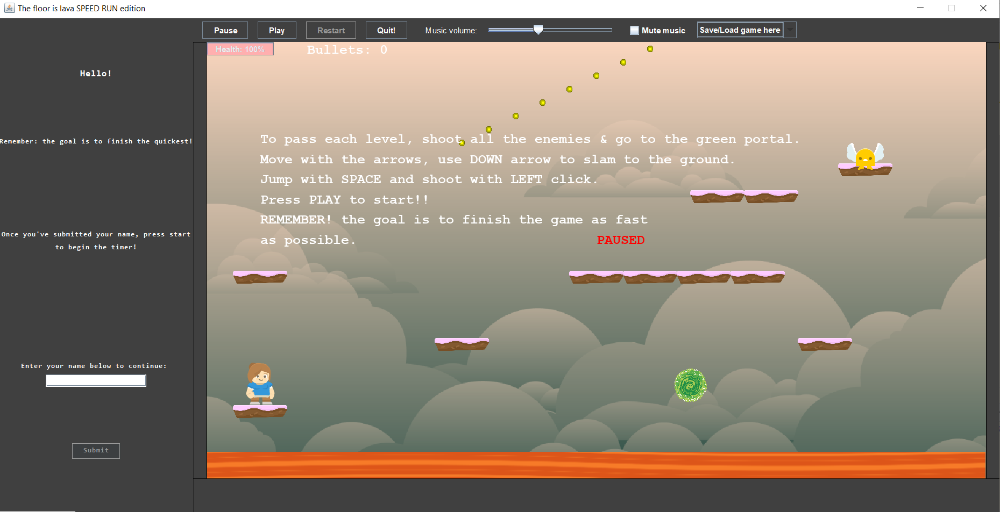 The floor is lava SPEED RUN edition
Pause Play Restart Quit! Music volume: Mute music Save/Load game here
Health: 100% Bullets: 0
Hello!
Remember: the goal is to finish the quickest!
Once you've submitted your name, press start
to begin the timer!
Enter your name below to continue:
Submit
To pass each level, shoot all the enemies & go to the green portal.
Move with the arrows, use DOWN arrow to slam to the ground.
Jump with SPACE and shoot with LEFT click.
Press PLAY to start!!
REMEMBER! the goal is to finish the game as fast
as possible.
PAUSED